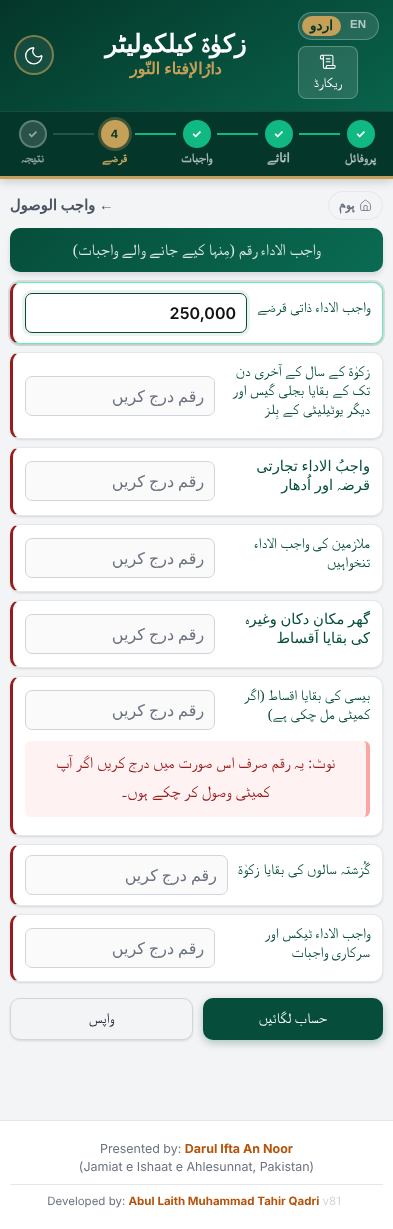 اردو EN
زکوٰۃ کیلکولیٹر
دارُالإفتاء النّور
ریکارڈ
4
پروفائل
اثاثے
واجبات
قرضے
نتیجہ
ہوم
← واجب الوصول
واجب الاداء رقم (مِنہا کیے جانے والے واجبات)
واجب الاداء ذاتی قرضے
250,000
زکوٰۃ کے سال کے آخری دن
تک کے بقایا بجلی گیس اور
دیگر یوٹیلیٹی کے بِلز
رقم درج کریں
واجبُ الاداء تجارتی
قرضہ اور اُدھار
رقم درج کریں
ملازمین کی واجب الاداء
تنخواہیں
رقم درج کریں
گھر مکان دکان وغیرہ
کی بقایا اَقساط
رقم درج کریں
بیسی کی بقایا اقساط (اگر
کمیٹی مل چکی ہے)
رقم درج کریں
نوٹ: یہ رقم صرف اس صورت میں درج کریں اگر آپ
کمیٹی وصول کر چکے ہوں۔
گُزشتہ سالوں کی بقایا زکوٰۃ
رقم درج کریں
واجب الاداء ٹیکس اور
سرکاری واجبات
رقم درج کریں
حساب لگائیں
واپس
Presented by: Darul Ifta An Noor
(Jamiat e Ishaat e Ahlesunnat, Pakistan)
Developed by: Abul Laith Muhammad Tahir Qadri v81